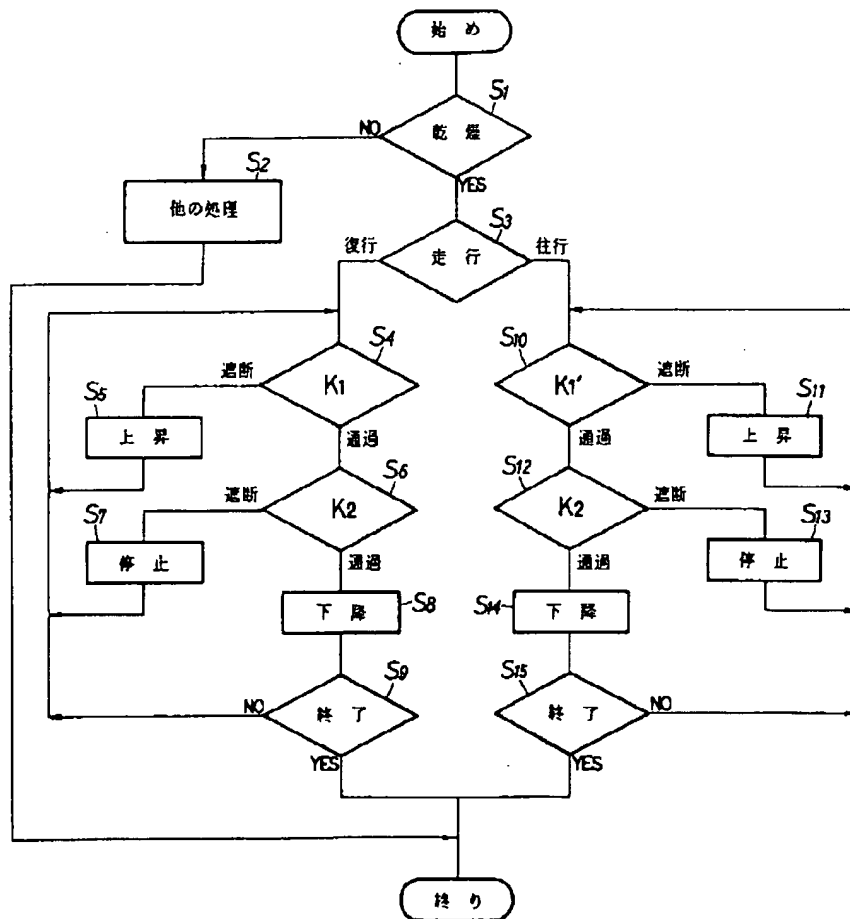 始め
S1
乾燥
NO
YES
S2
他の処理
S3
走行
復行
往行
S4
K1
遮断
通過
S5
上昇
S10
K1'
遮断
通過
S11
上昇
S6
K2
遮断
通過
S7
停止
S12
K2
遮断
通過
S13
停止
下降
S8
S14
下降
S9
終了
NO
YES
S15
終了
NO
YES
終り